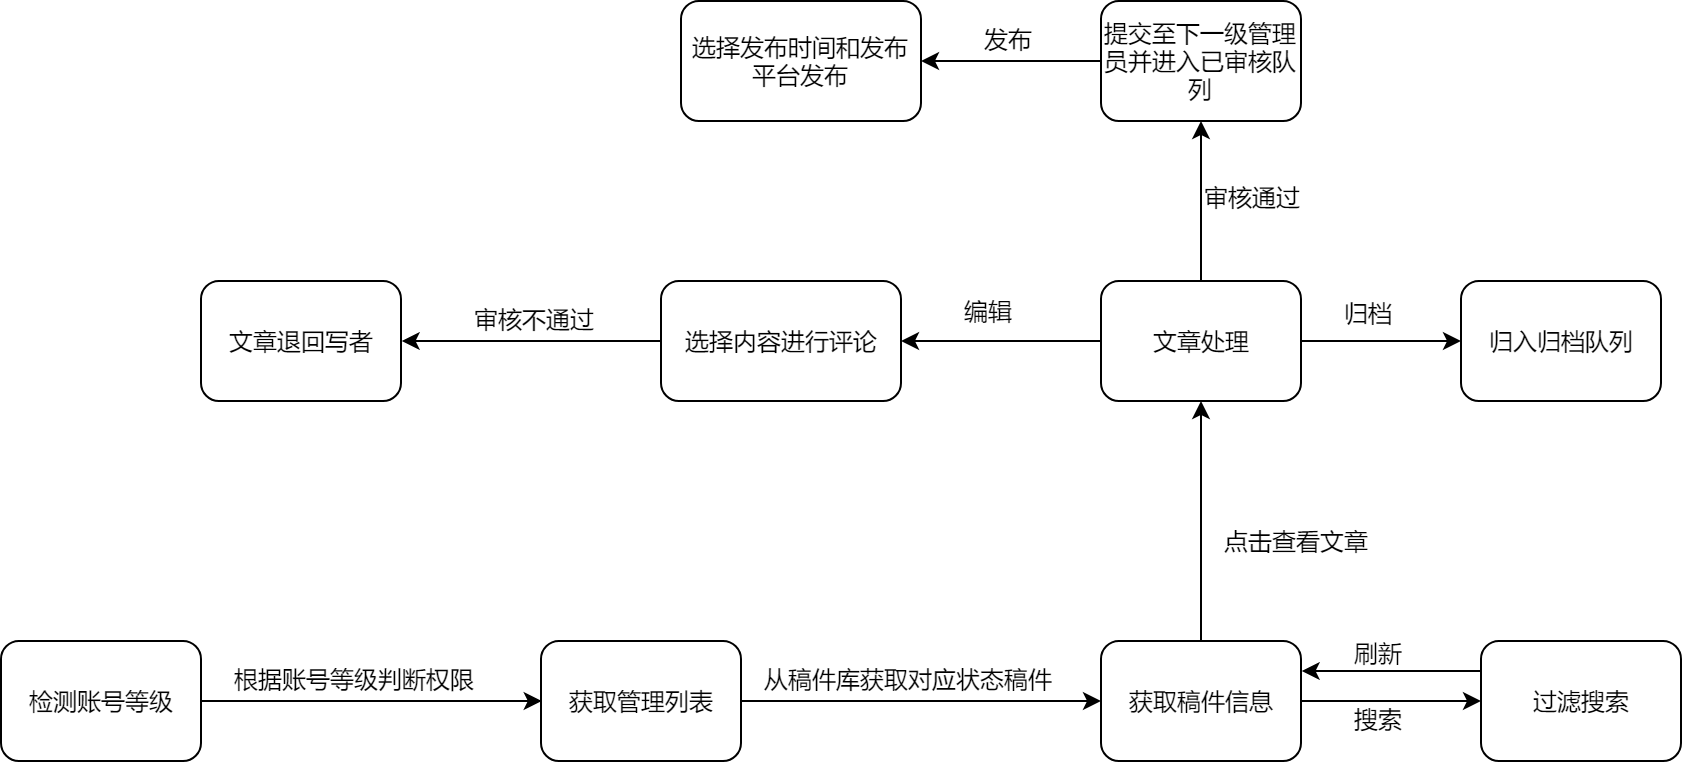 选择发布时间和发布
平台发布
发布
提交至下一级管理
员并进入已审核队
列
审核通过
文章退回写者
审核不通过
选择内容进行评论
编辑
文章处理
归档
归入归档队列
点击查看文章
检测账号等级
根据账号等级判断权限
获取管理列表
从稿件库获取对应状态稿件
获取稿件信息
刷新
搜索
过滤搜索